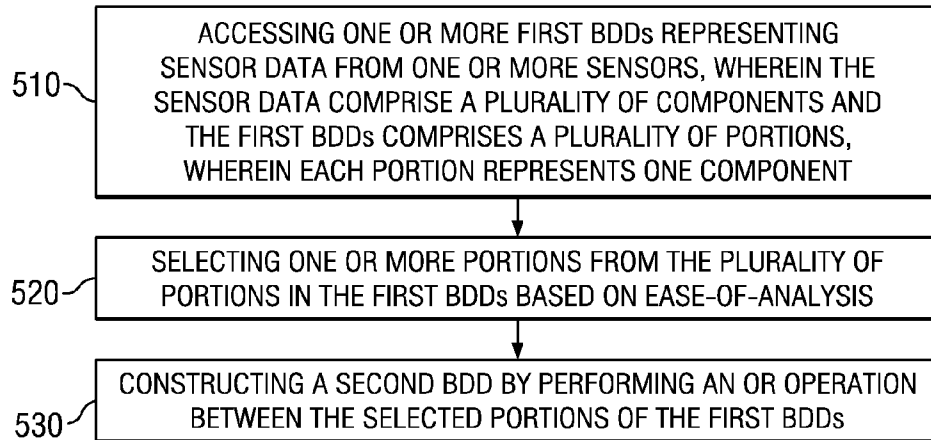 510
ACCESSING ONE OR MORE FIRST BDDs REPRESENTING
SENSOR DATA FROM ONE OR MORE SENSORS, WHEREIN THE
SENSOR DATA COMPRISE A PLURALITY OF COMPONENTS AND
THE FIRST BDDs COMPRISES A PLURALITY OF PORTIONS,
WHEREIN EACH PORTION REPRESENTS ONE COMPONENT
520
SELECTING ONE OR MORE PORTIONS FROM THE PLURALITY OF
PORTIONS IN THE FIRST BDDs BASED ON EASE-OF-ANALYSIS
530
CONSTRUCTING A SECOND BDD BY PERFORMING AN OR OPERATION
BETWEEN THE SELECTED PORTIONS OF THE FIRST BDDs